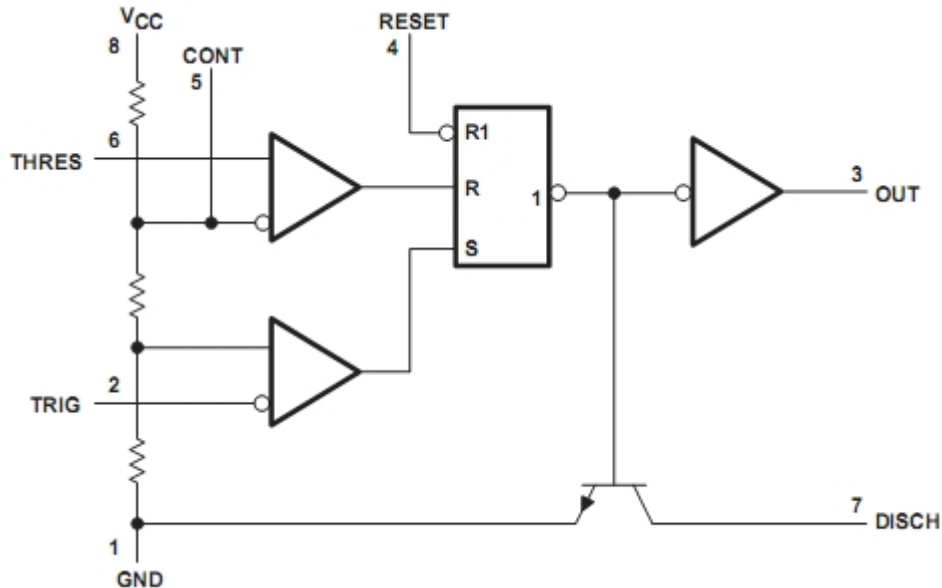 VCC
8
CONT
5
RESET
4
6
THRES
R1
R
1
S
3
OUT
2
TRIG
7
DISCH
1
GND